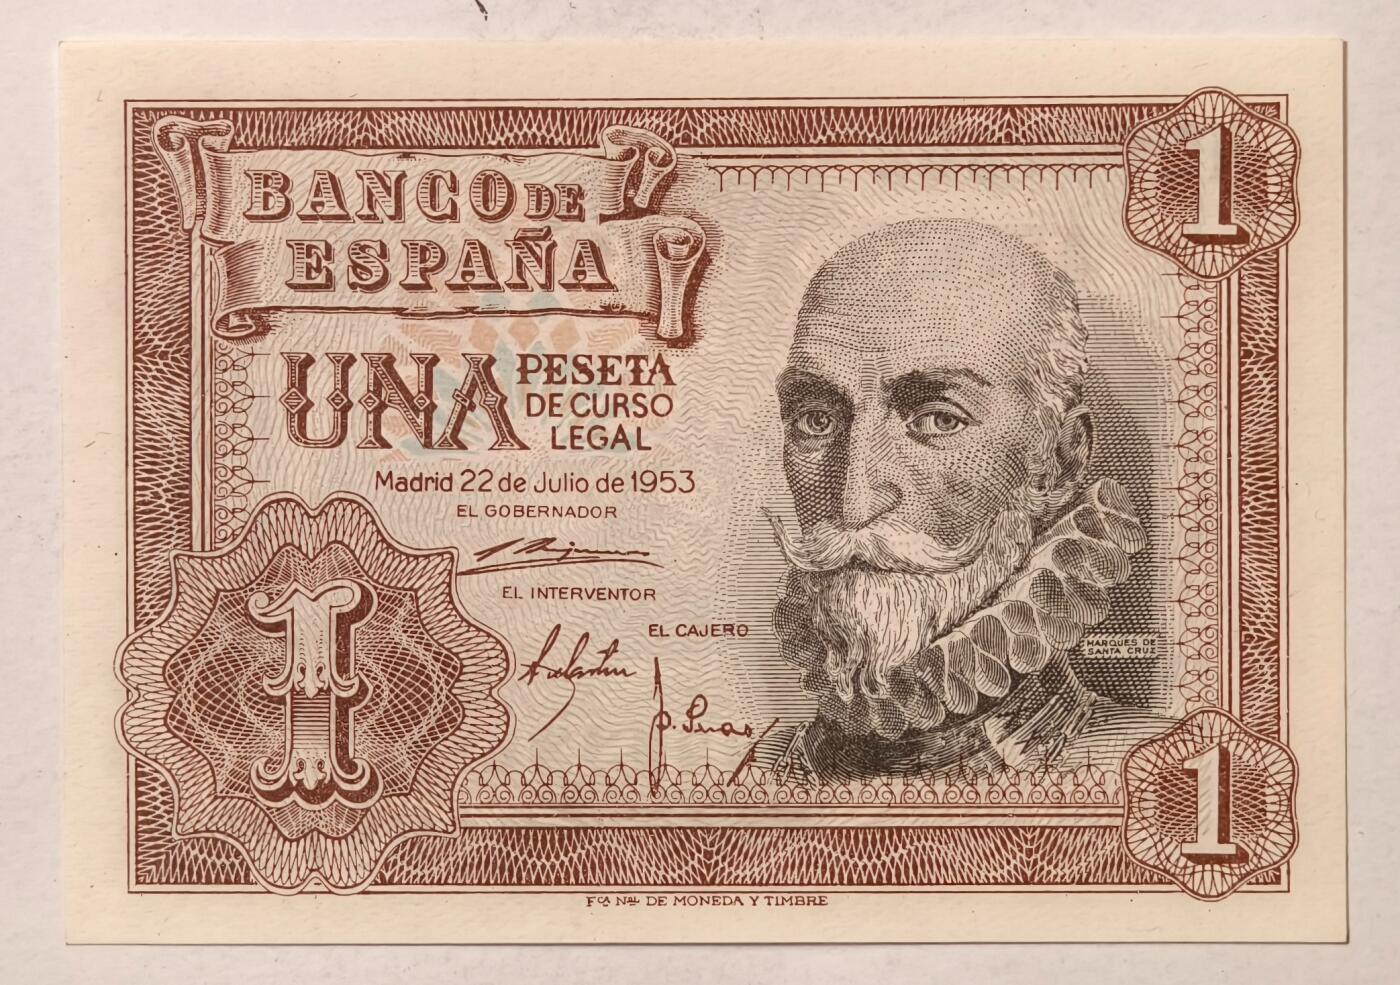 BANCO DE
ESPAÑA
1
UNA PESETA
DE CURSO
LEGAL
Madrid 22 de Julio de 1953
EL GOBERNADOR
EL INTERVENTOR
EL CAJERO
MARQUES DE
SANTA CRUZ
1
1
FCA NAL DE MONEDA Y TIMBRE